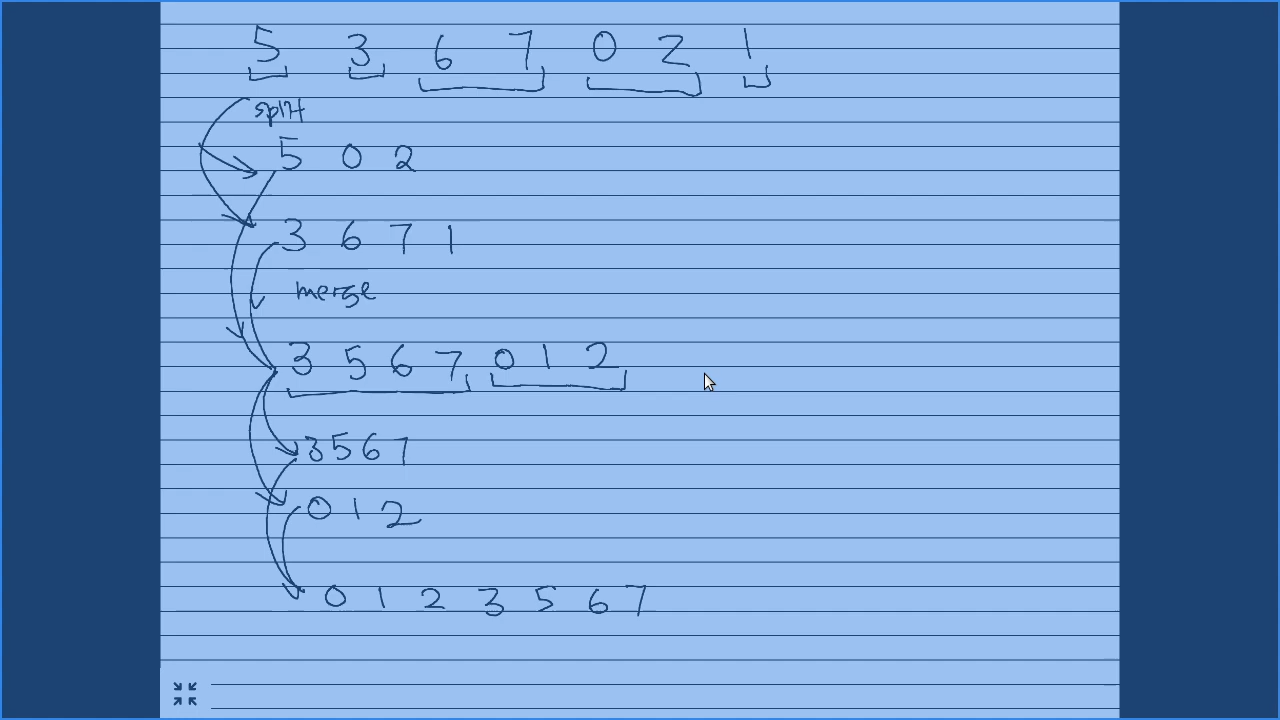 5 3 6 7 0 2 1
split
5 0 2
3 6 7 1
merge
3 5 6 7 0 1 2
3 5 6 7
0 1 2
0 1 2 3 5 6 7